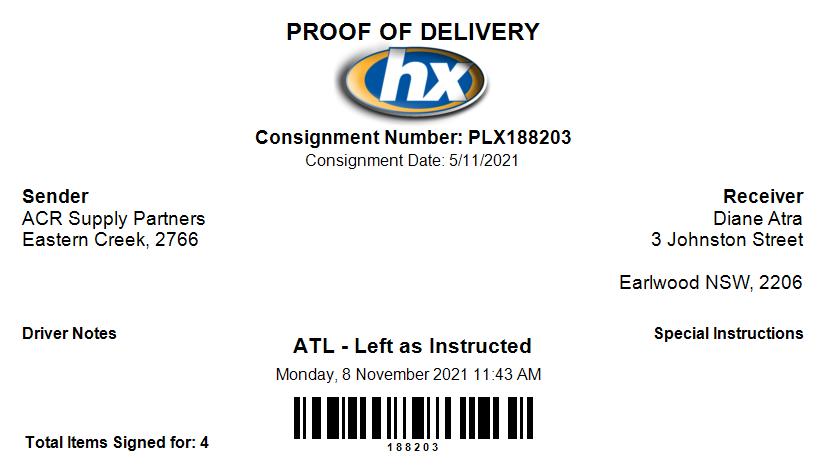 PROOF OF DELIVERY
hx
Consignment Number: PLX188203
Consignment Date: 5/11/2021
Sender
ACR Supply Partners
Eastern Creek, 2766
Receiver
Diane Atra
3 Johnston Street
Earlwood NSW, 2206
Driver Notes
ATL - Left as Instructed
Special Instructions
Monday, 8 November 2021 11:43 AM
188203
Total Items Signed for: 4